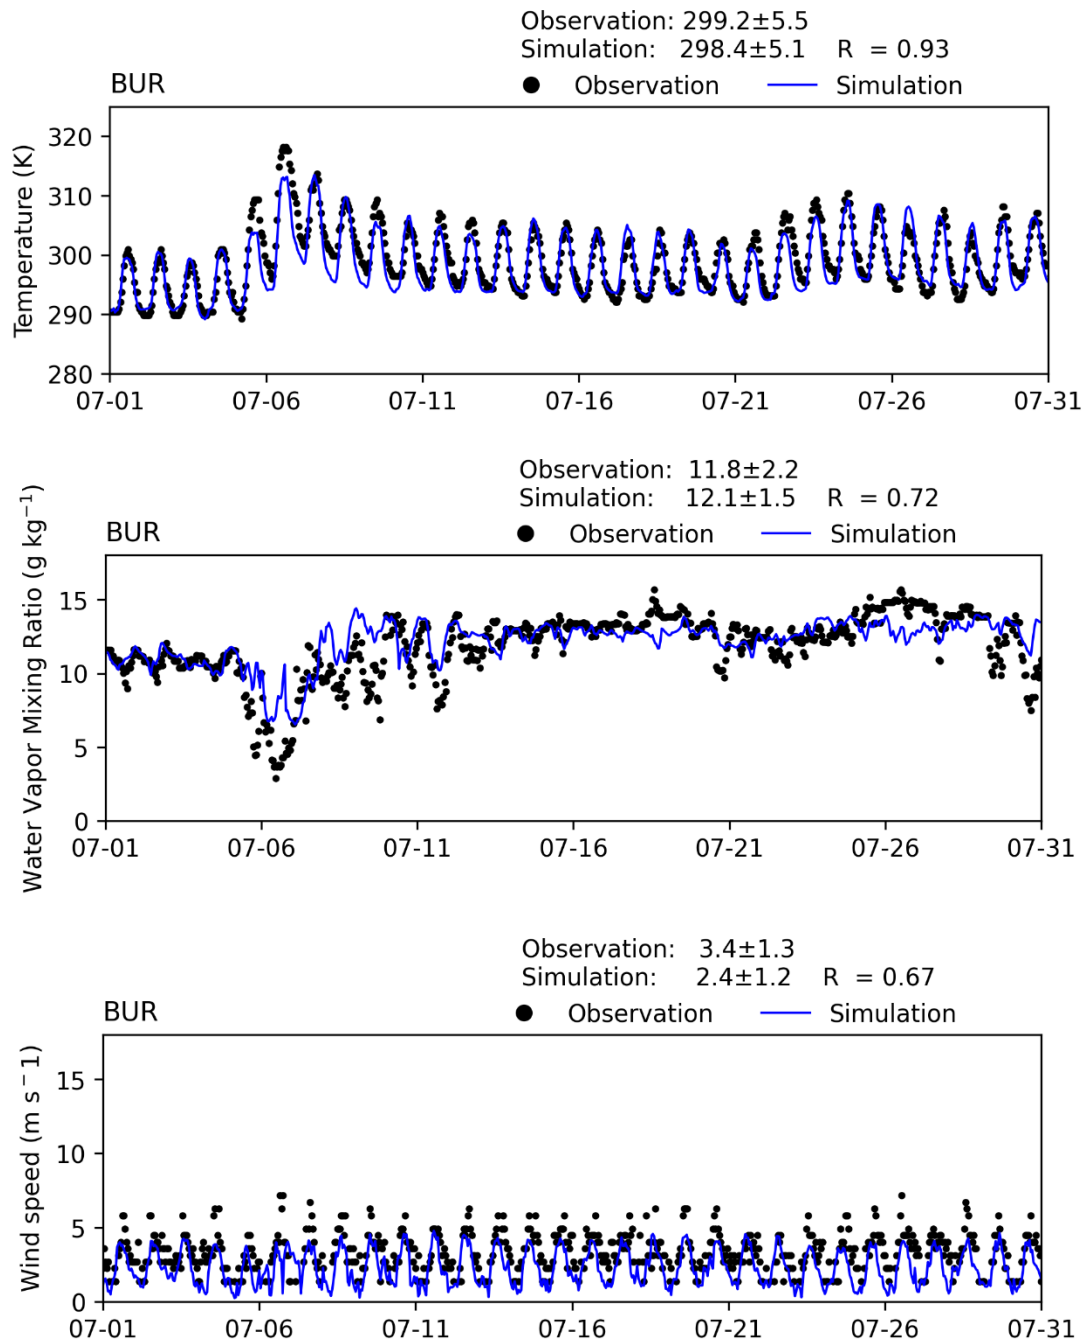 Observation: 299.2±5.5
Simulation: 298.4±5.1 R = 0.93
BUR
Observation Simulation
Temperature (K)
320
310
300
290
280
07-01 07-06 07-11 07-16 07-21 07-26 07-31
Observation: 11.8±2.2
Simulation: 12.1±1.5 R = 0.72
BUR
Observation Simulation
Water Vapor Mixing Ratio (g kg⁻¹)
15
10
5
0
07-01 07-06 07-11 07-16 07-21 07-26 07-31
Observation: 3.4±1.3
Simulation: 2.4±1.2 R = 0.67
BUR
Observation Simulation
Wind speed (m s⁻1)
15
10
5
0
07-01 07-06 07-11 07-16 07-21 07-26 07-31